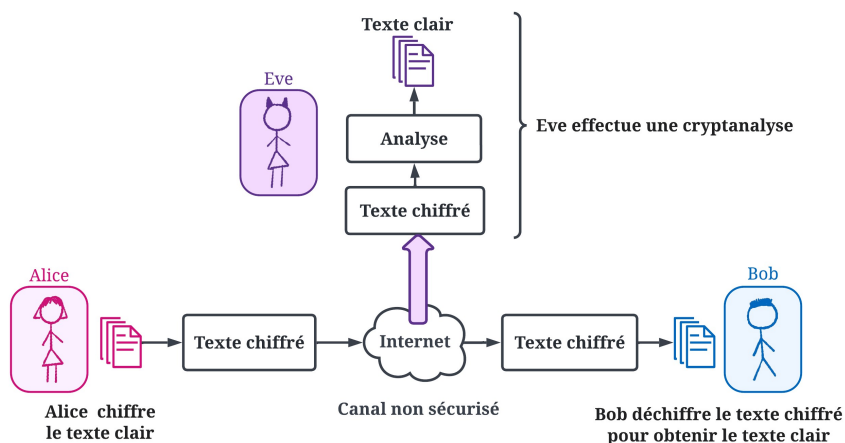 Texte clair
Eve
Analyse
Eve effectue une cryptanalyse
Texte chiffré
Alice
Bob
Texte chiffré
Internet
Texte chiffré
Canal non sécurisé
Alice chiffre
le texte clair
Bob déchiffre le texte chiffré
pour obtenir le texte clair